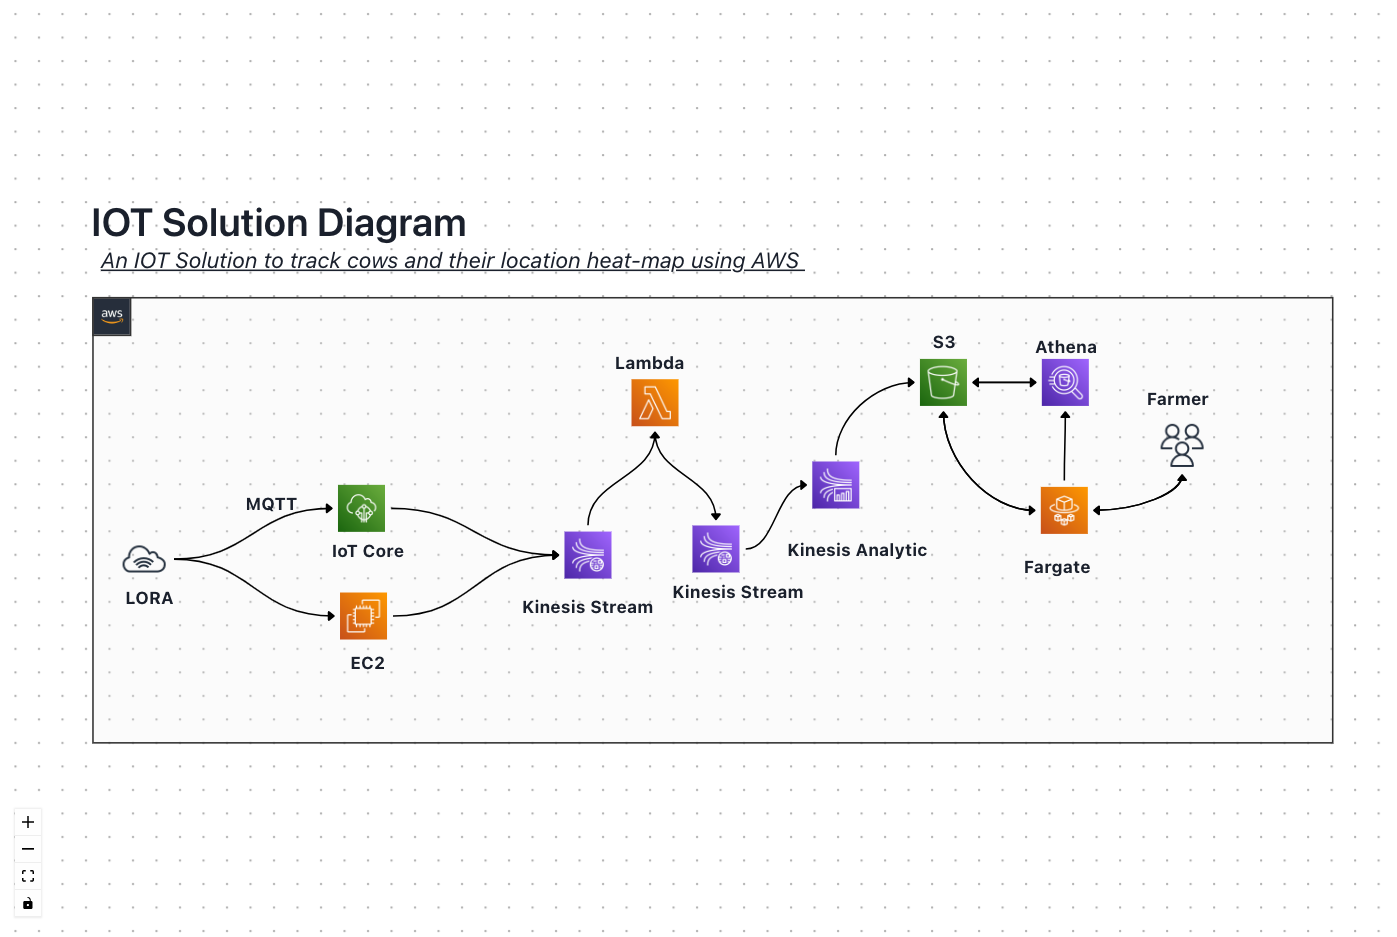 IOT Solution Diagram
An IOT Solution to track cows and their location heat-map using AWS
aws
S3
Athena
Lambda
Farmer
MQTT
IoT Core
Kinesis Analytic
Fargate
LORA
Kinesis Stream
Kinesis Stream
EC2